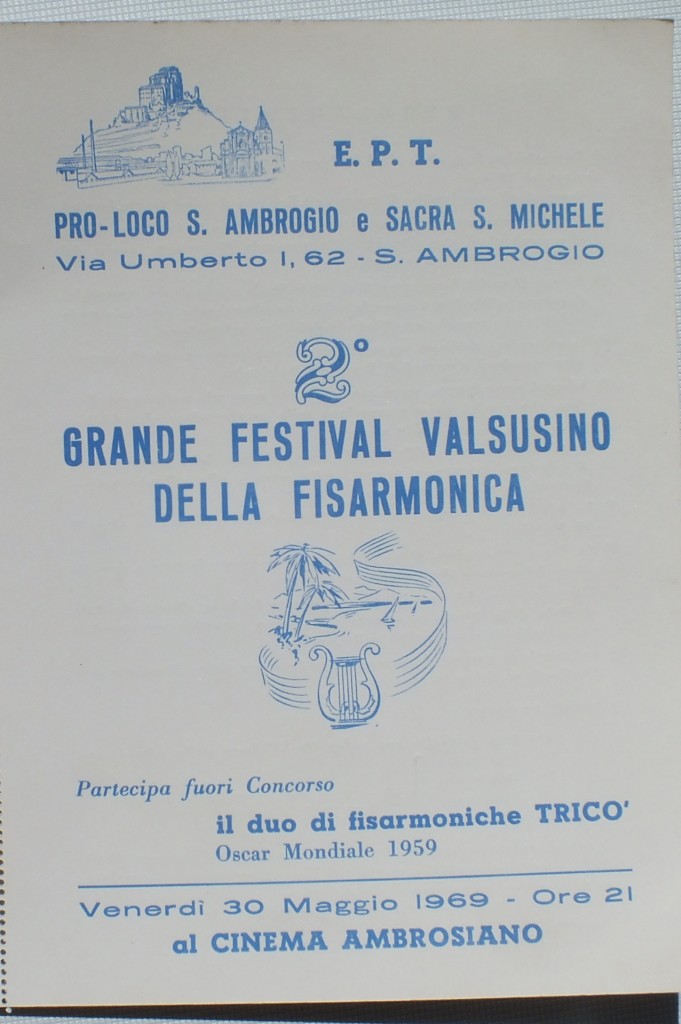 E. P. T.
PRO-LOCO S. AMBROGIO e SACRA S. MICHELE
Via Umberto I, 62 - S. AMBROGIO
2°
GRANDE FESTIVAL VALSUSINO
DELLA FISARMONICA
Partecipa fuori Concorso
il duo di fisarmoniche TRICO'
Oscar Mondiale 1959
Venerdì 30 Maggio 1969 - Ore 21
al CINEMA AMBROSIANO